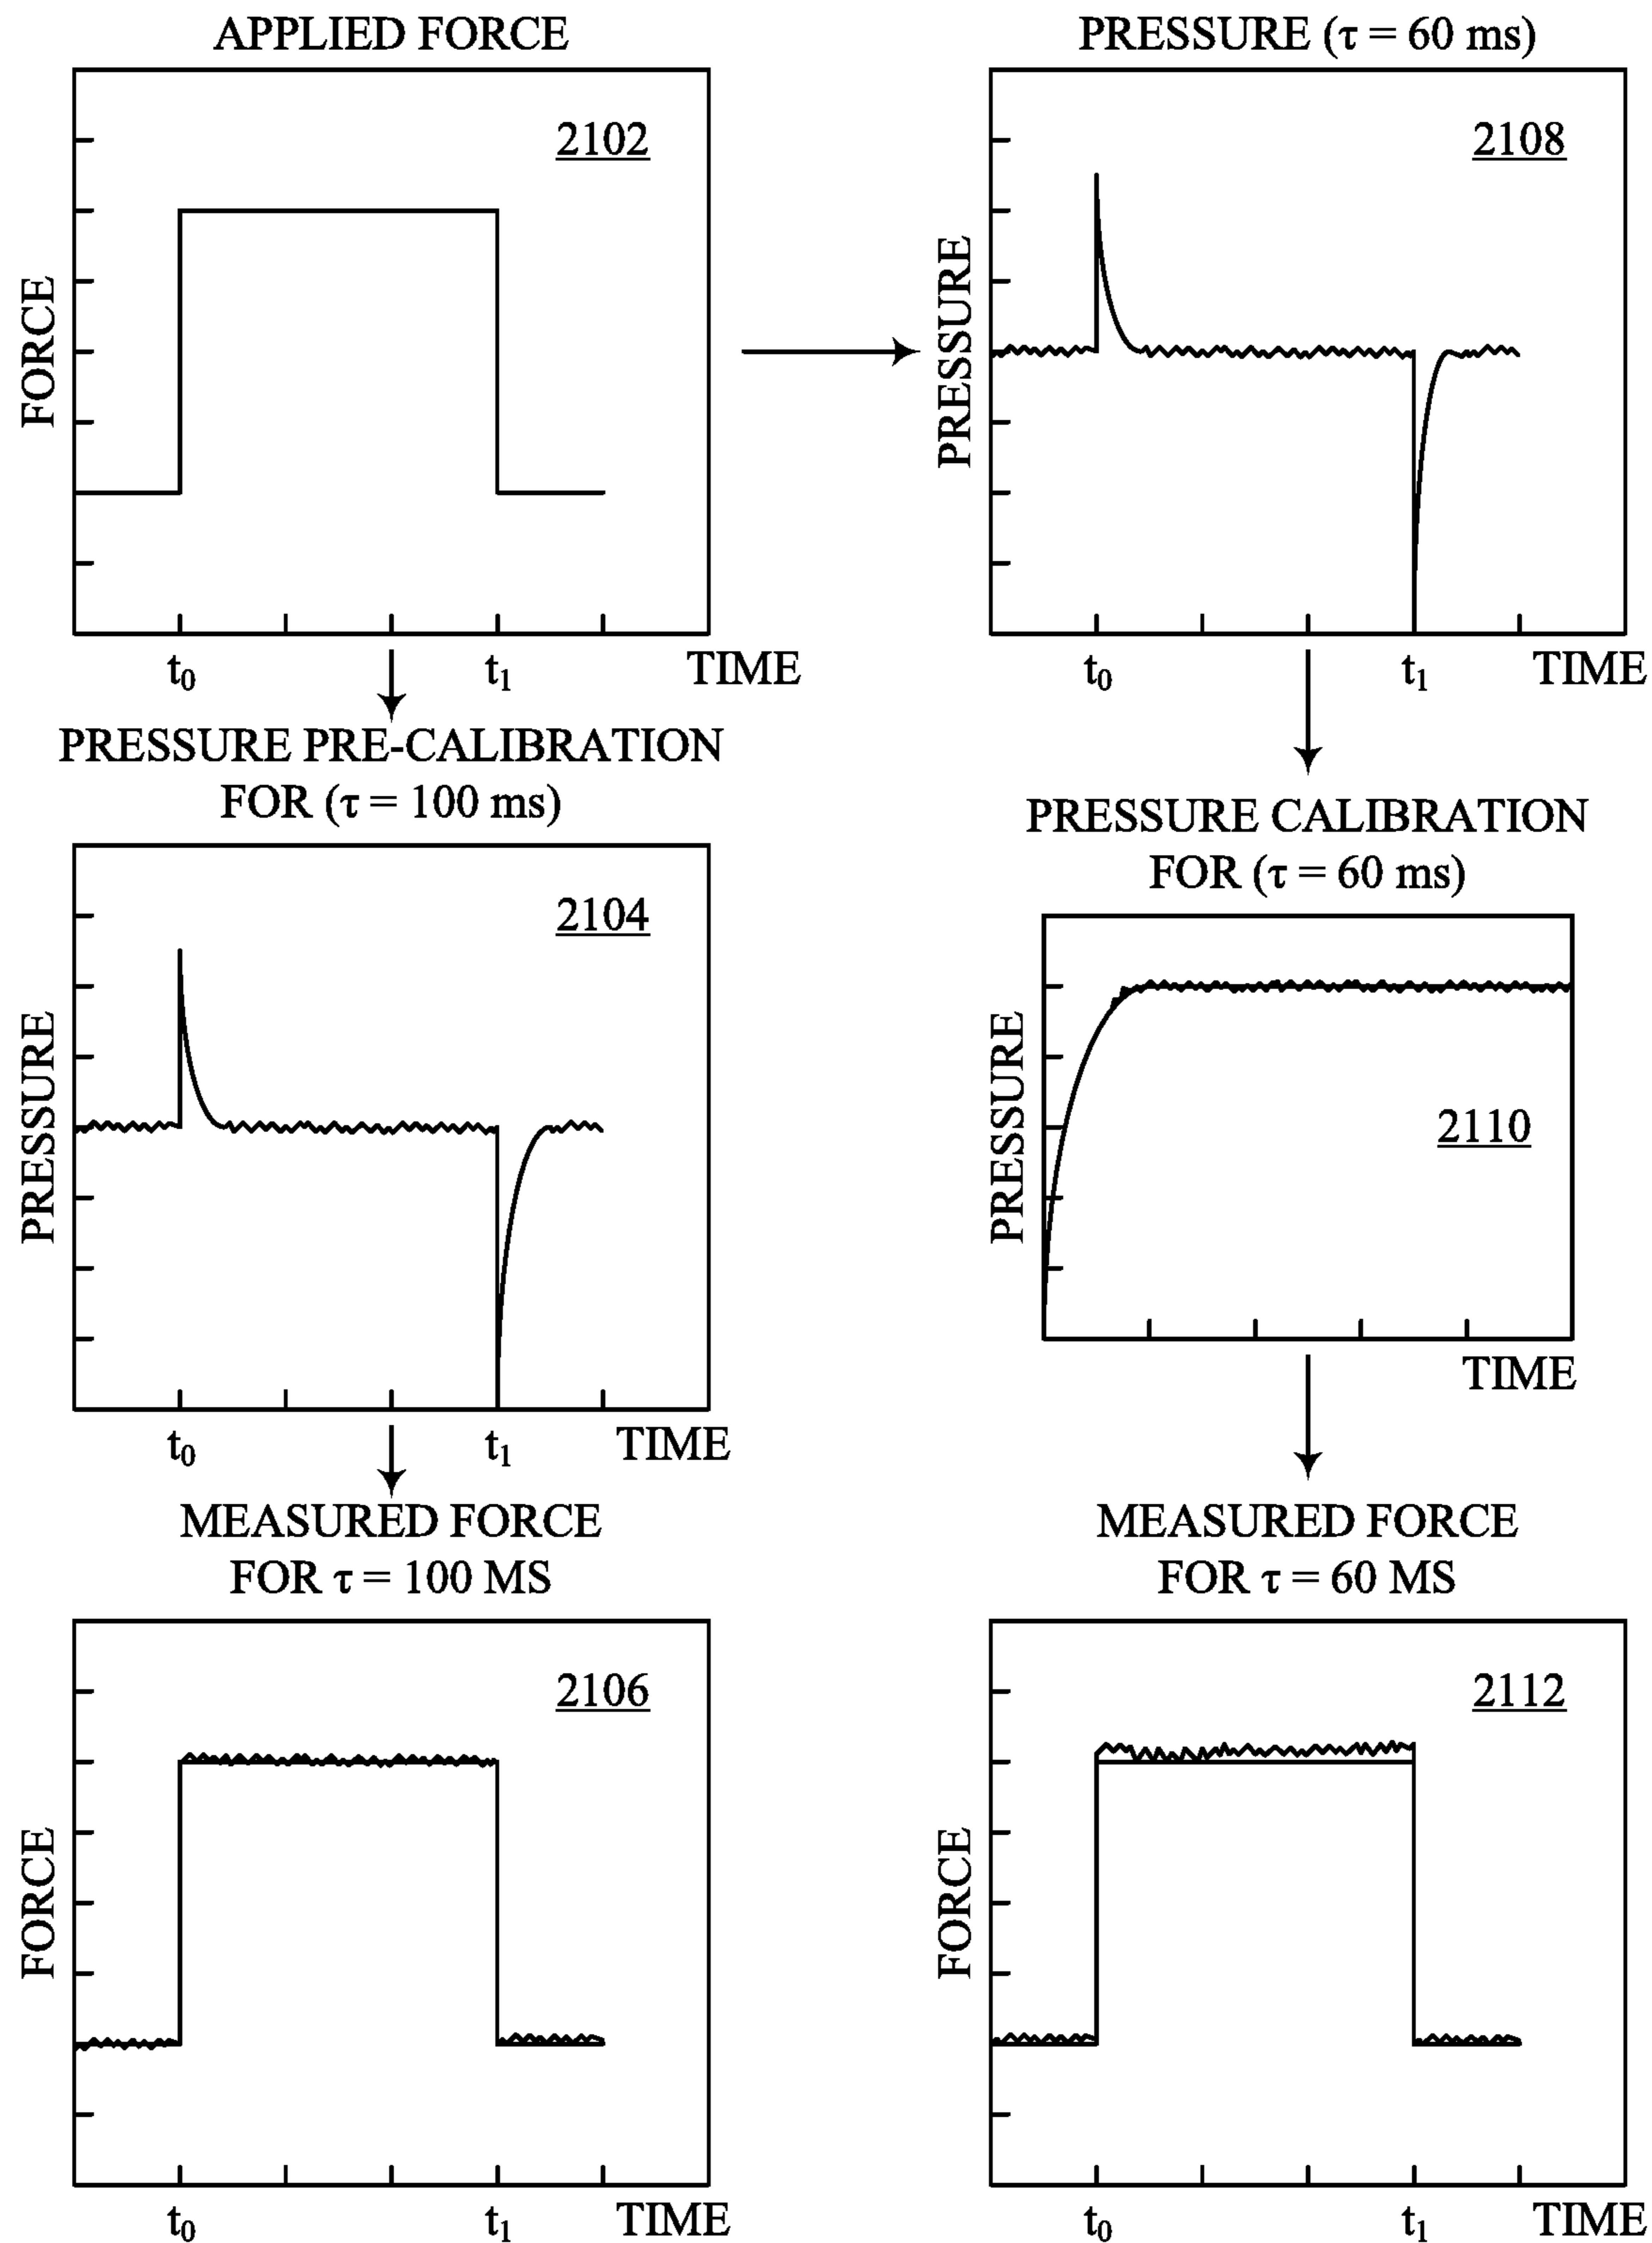 APPLIED FORCE
2102
FORCE
t0 t1 TIME
PRESSURE (τ = 60 ms)
2108
PRESSURE
t0 t1 TIME
PRESSURE PRE-CALIBRATION
FOR (τ = 100 ms)
2104
PRESSURE
t0 t1 TIME
PRESSURE CALIBRATION
FOR (τ = 60 ms)
2110
PRESSURE
TIME
MEASURED FORCE
FOR τ = 100 MS
2106
FORCE
t0 t1 TIME
MEASURED FORCE
FOR τ = 60 MS
2112
FORCE
t0 t1 TIME